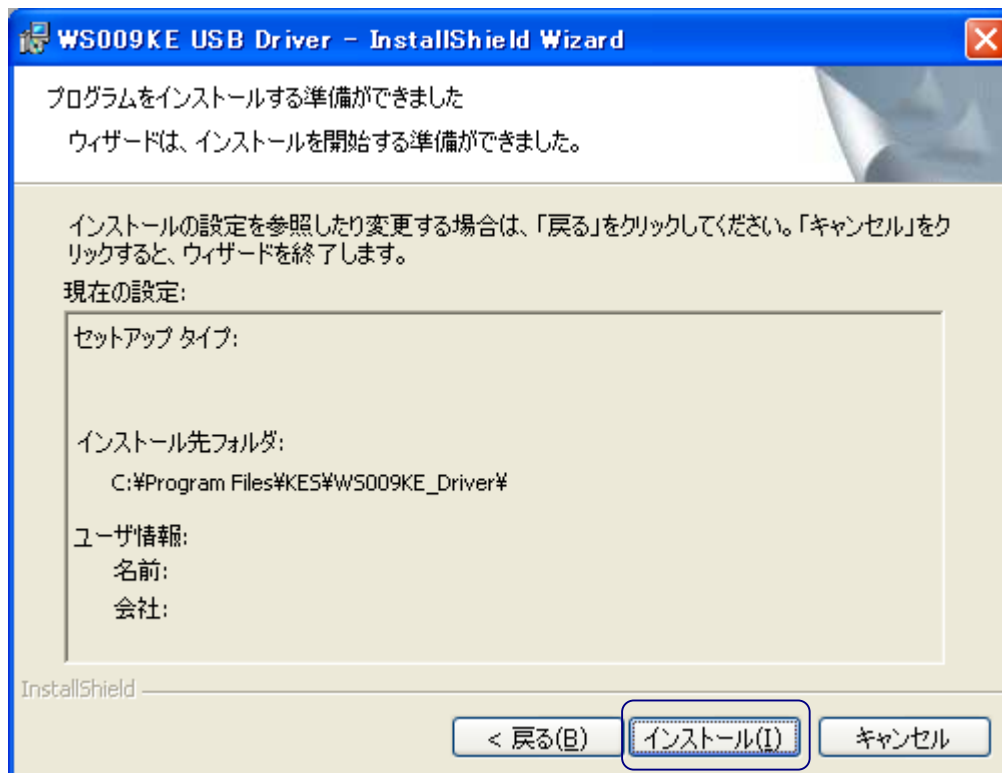 WS009KE USB Driver - InstallShield Wizard
プログラムをインストールする準備ができました
ウィザードは、インストールを開始する準備ができました。
インストールの設定を参照したり変更する場合は、「戻る」をクリックしてください。「キャンセル」をク
リックすると、ウィザードを終了します。
現在の設定:
セットアップ タイプ:
インストール先フォルダ:
C:¥Program Files¥KES¥WS009KE_Driver¥
ユーザ情報:
名前:
会社:
InstallShield
< 戻る(B) インストール(I) キャンセル